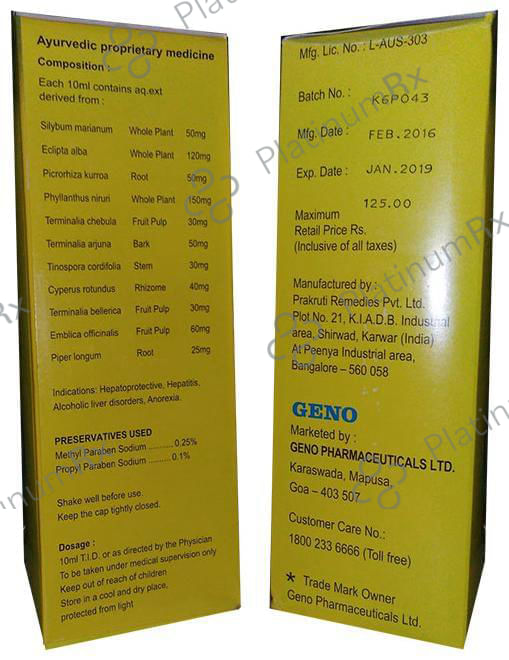 Ayurvedic proprietary medicine
Composition :
Each 10ml contains aq.ext
derived from :
Silybum marianum Whole Plant 50mg
Eclipta alba Whole Plant 120mg
Picrorhiza kurroa Root 50mg
Phyllanthus niruri Whole Plant 150mg
Terminalia chebula Fruit Pulp 30mg
Terminalia arjuna Bark 50mg
Tinospora cordifolia Stem 30mg
Cyperus rotundus Rhizome 40mg
Terminalia bellerica Fruit Pulp 30mg
Emblica officinalis Fruit Pulp 60mg
Piper longum Root 25mg
Indications: Hepatoprotective, Hepatitis,
Alcoholic liver disorders, Anorexia.
PRESERVATIVES USED
Methyl Paraben Sodium .......... 0.25%
Propyl Paraben Sodium ......... 0.1%
Shake well before use.
Keep the cap tightly closed.
Dosage :
10ml T.I.D. or as directed by the Physician
To be taken under medical supervision only
Keep out of reach of children
Store in a cool and dry place,
protected from light
Mfg. Lic. No. : L-AUS-303
Batch No. : K6P043
Mfg. Date : FEB.2016
Exp. Date : JAN.2019
125.00
Maximum
Retail Price Rs.
(Inclusive of all taxes)
Manufactured by :
Prakruti Remedies Pvt. Ltd.
Plot No. 21, K.I.A.D.B. Industrial
area, Shirwad, Karwar (India)
At Peenya Industrial area,
Bangalore – 560 058
GENO
Marketed by :
GENO PHARMACEUTICALS LTD.
Karaswada, Mapusa,
Goa – 403 507
Customer Care No.:
1800 233 6666 (Toll free)
* Trade Mark Owner
Geno Pharmaceuticals Ltd.
PlatinumRx
PlatinumRx
PlatinumRx
PlatinumRx